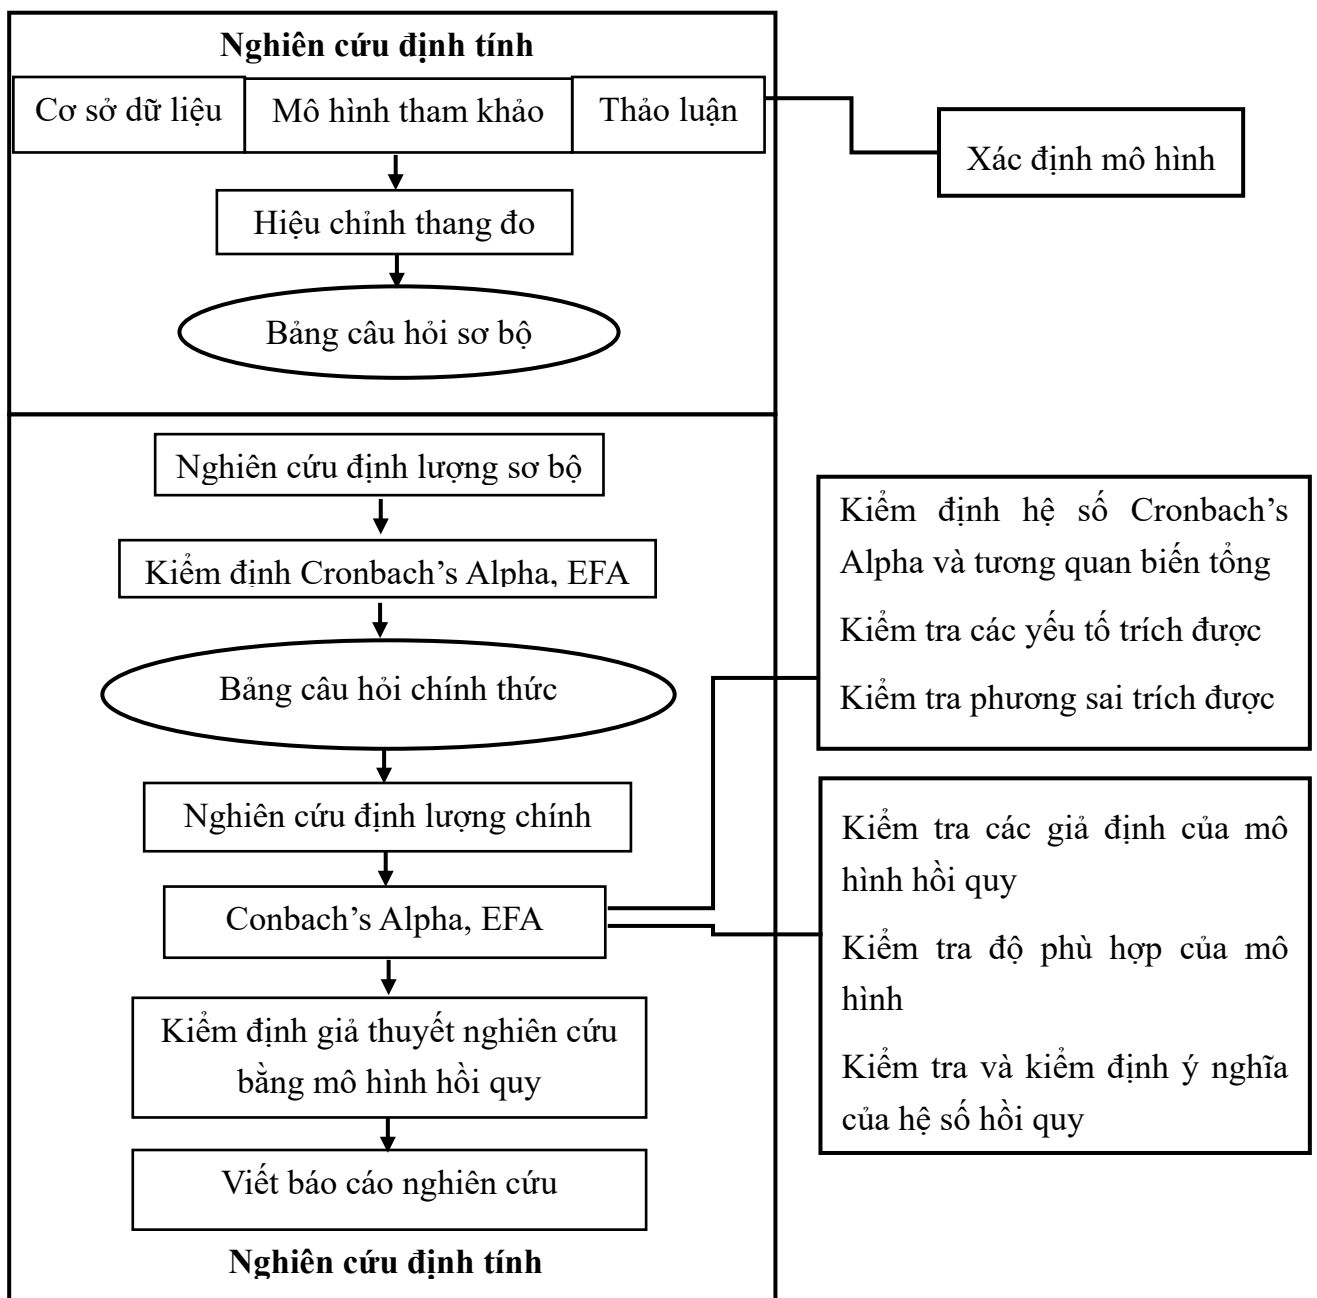 Nghiên cứu định tính
Cơ sở dữ liệu
Mô hình tham khảo
Thảo luận
Xác định mô hình
Hiệu chỉnh thang đo
Bảng câu hỏi sơ bộ
Nghiên cứu định lượng sơ bộ
Kiểm định Cronbach’s Alpha, EFA
Bảng câu hỏi chính thức
Nghiên cứu định lượng chính
Conbach’s Alpha, EFA
Kiểm định giả thuyết nghiên cứu
bằng mô hình hồi quy
Viết báo cáo nghiên cứu
Nghiên cứu định tính
Kiểm định hệ số Cronbach’s
Alpha và tương quan biến tổng
Kiểm tra các yếu tố trích được
Kiểm tra phương sai trích được
Kiểm tra các giả định của mô
hình hồi quy
Kiểm tra độ phù hợp của mô
hình
Kiểm tra và kiểm định ý nghĩa
của hệ số hồi quy